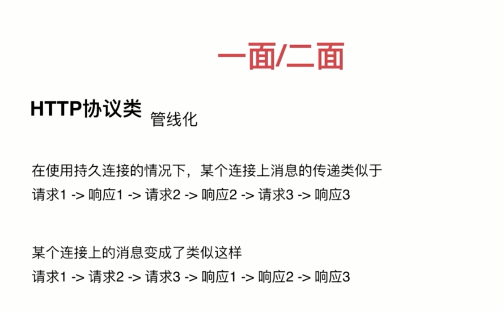 一面/二面
HTTP协议类 管线化
在使用持久连接的情况下，某个连接上消息的传递类似于
请求1 -> 响应1 -> 请求2 -> 响应2 -> 请求3 -> 响应3
某个连接上的消息变成了类似这样
请求1 -> 请求2 -> 请求3 -> 响应1 -> 响应2 -> 响应3